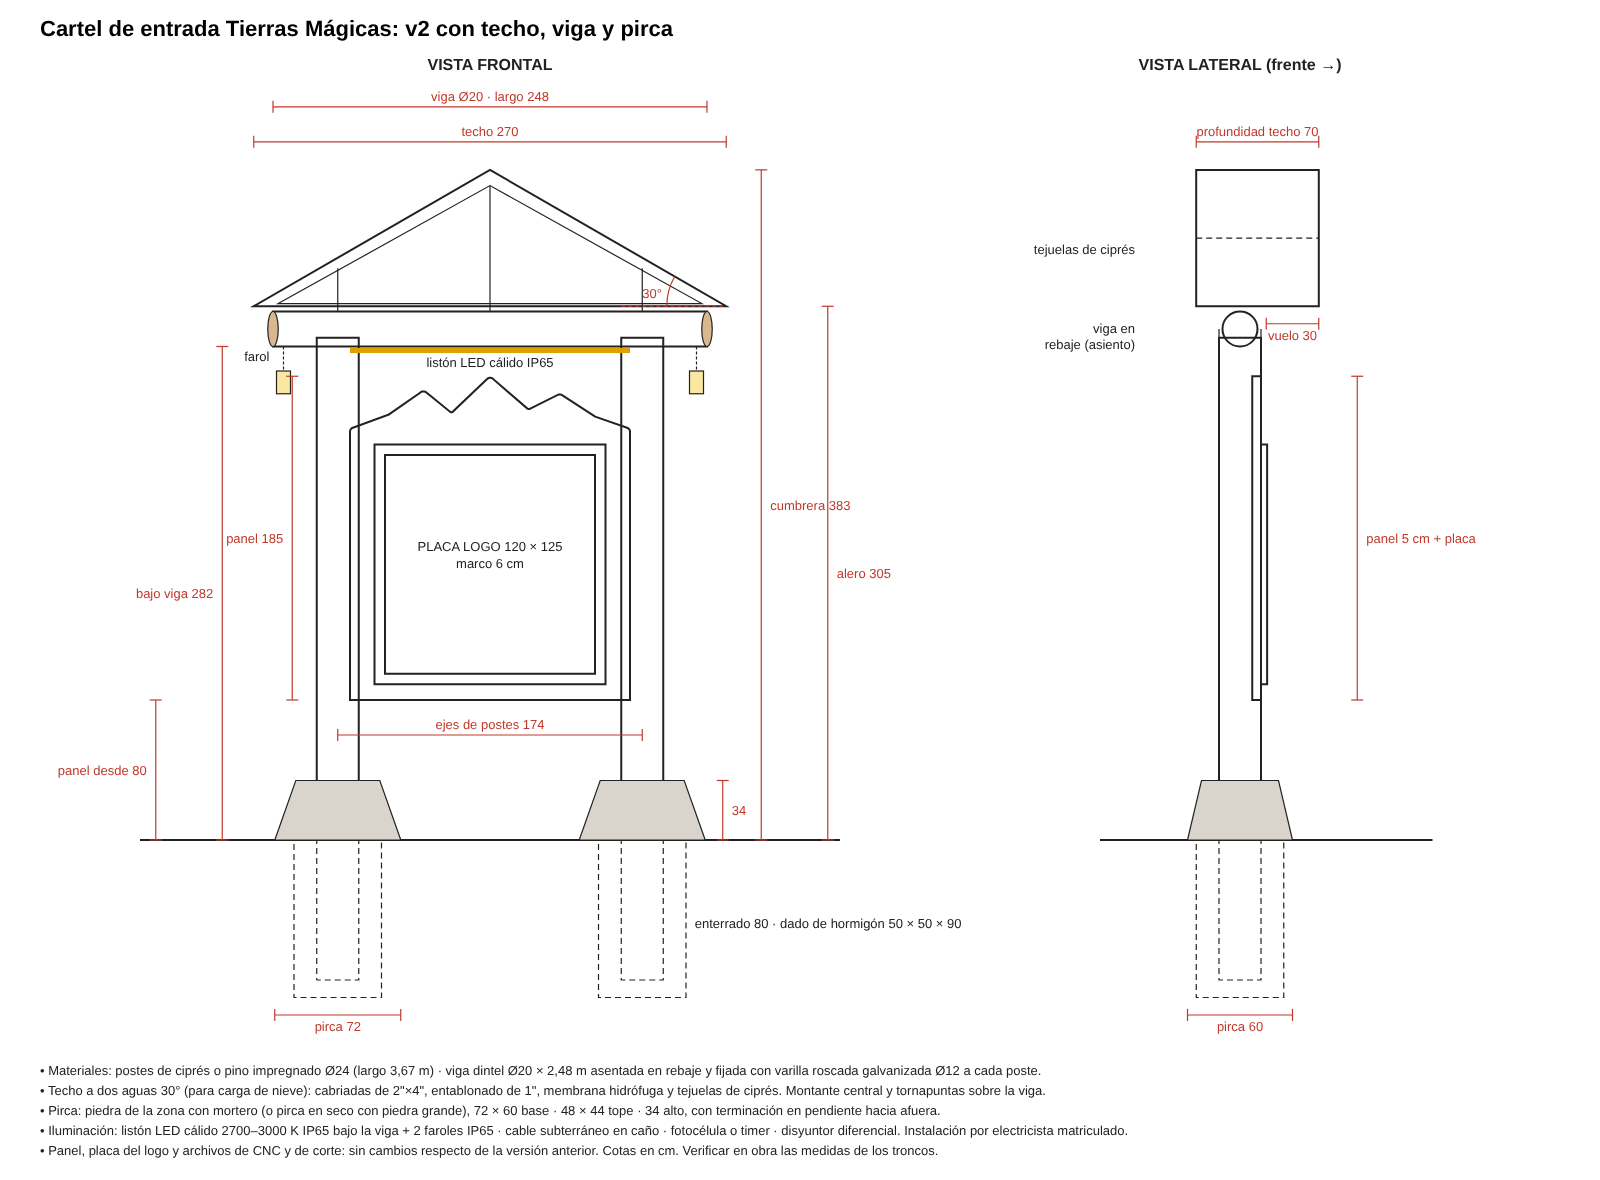 Cartel de entrada Tierras Mágicas: v2 con techo, viga y pirca
VISTA FRONTAL
VISTA LATERAL (frente →)
viga Ø20 · largo 248
techo 270
profundidad techo 70
30°
tejuelas de ciprés
viga en
rebaje (asiento)
vuelo 30
farol
listón LED cálido IP65
cumbrera 383
panel 185
panel 5 cm + placa
PLACA LOGO 120 × 125
marco 6 cm
alero 305
bajo viga 282
ejes de postes 174
panel desde 80
34
enterrado 80 · dado de hormigón 50 × 50 × 90
pirca 72
pirca 60
• Materiales: postes de ciprés o pino impregnado Ø24 (largo 3,67 m) · viga dintel Ø20 × 2,48 m asentada en rebaje y fijada con varilla roscada galvanizada Ø12 a cada poste.
• Techo a dos aguas 30° (para carga de nieve): cabriadas de 2"×4", entablonado de 1", membrana hidrófuga y tejuelas de ciprés. Montante central y tornapuntas sobre la viga.
• Pirca: piedra de la zona con mortero (o pirca en seco con piedra grande), 72 × 60 base · 48 × 44 tope · 34 alto, con terminación en pendiente hacia afuera.
• Iluminación: listón LED cálido 2700–3000 K IP65 bajo la viga + 2 faroles IP65 · cable subterráneo en caño · fotocélula o timer · disyuntor diferencial. Instalación por electricista matriculado.
• Panel, placa del logo y archivos de CNC y de corte: sin cambios respecto de la versión anterior. Cotas en cm. Verificar en obra las medidas de los troncos.